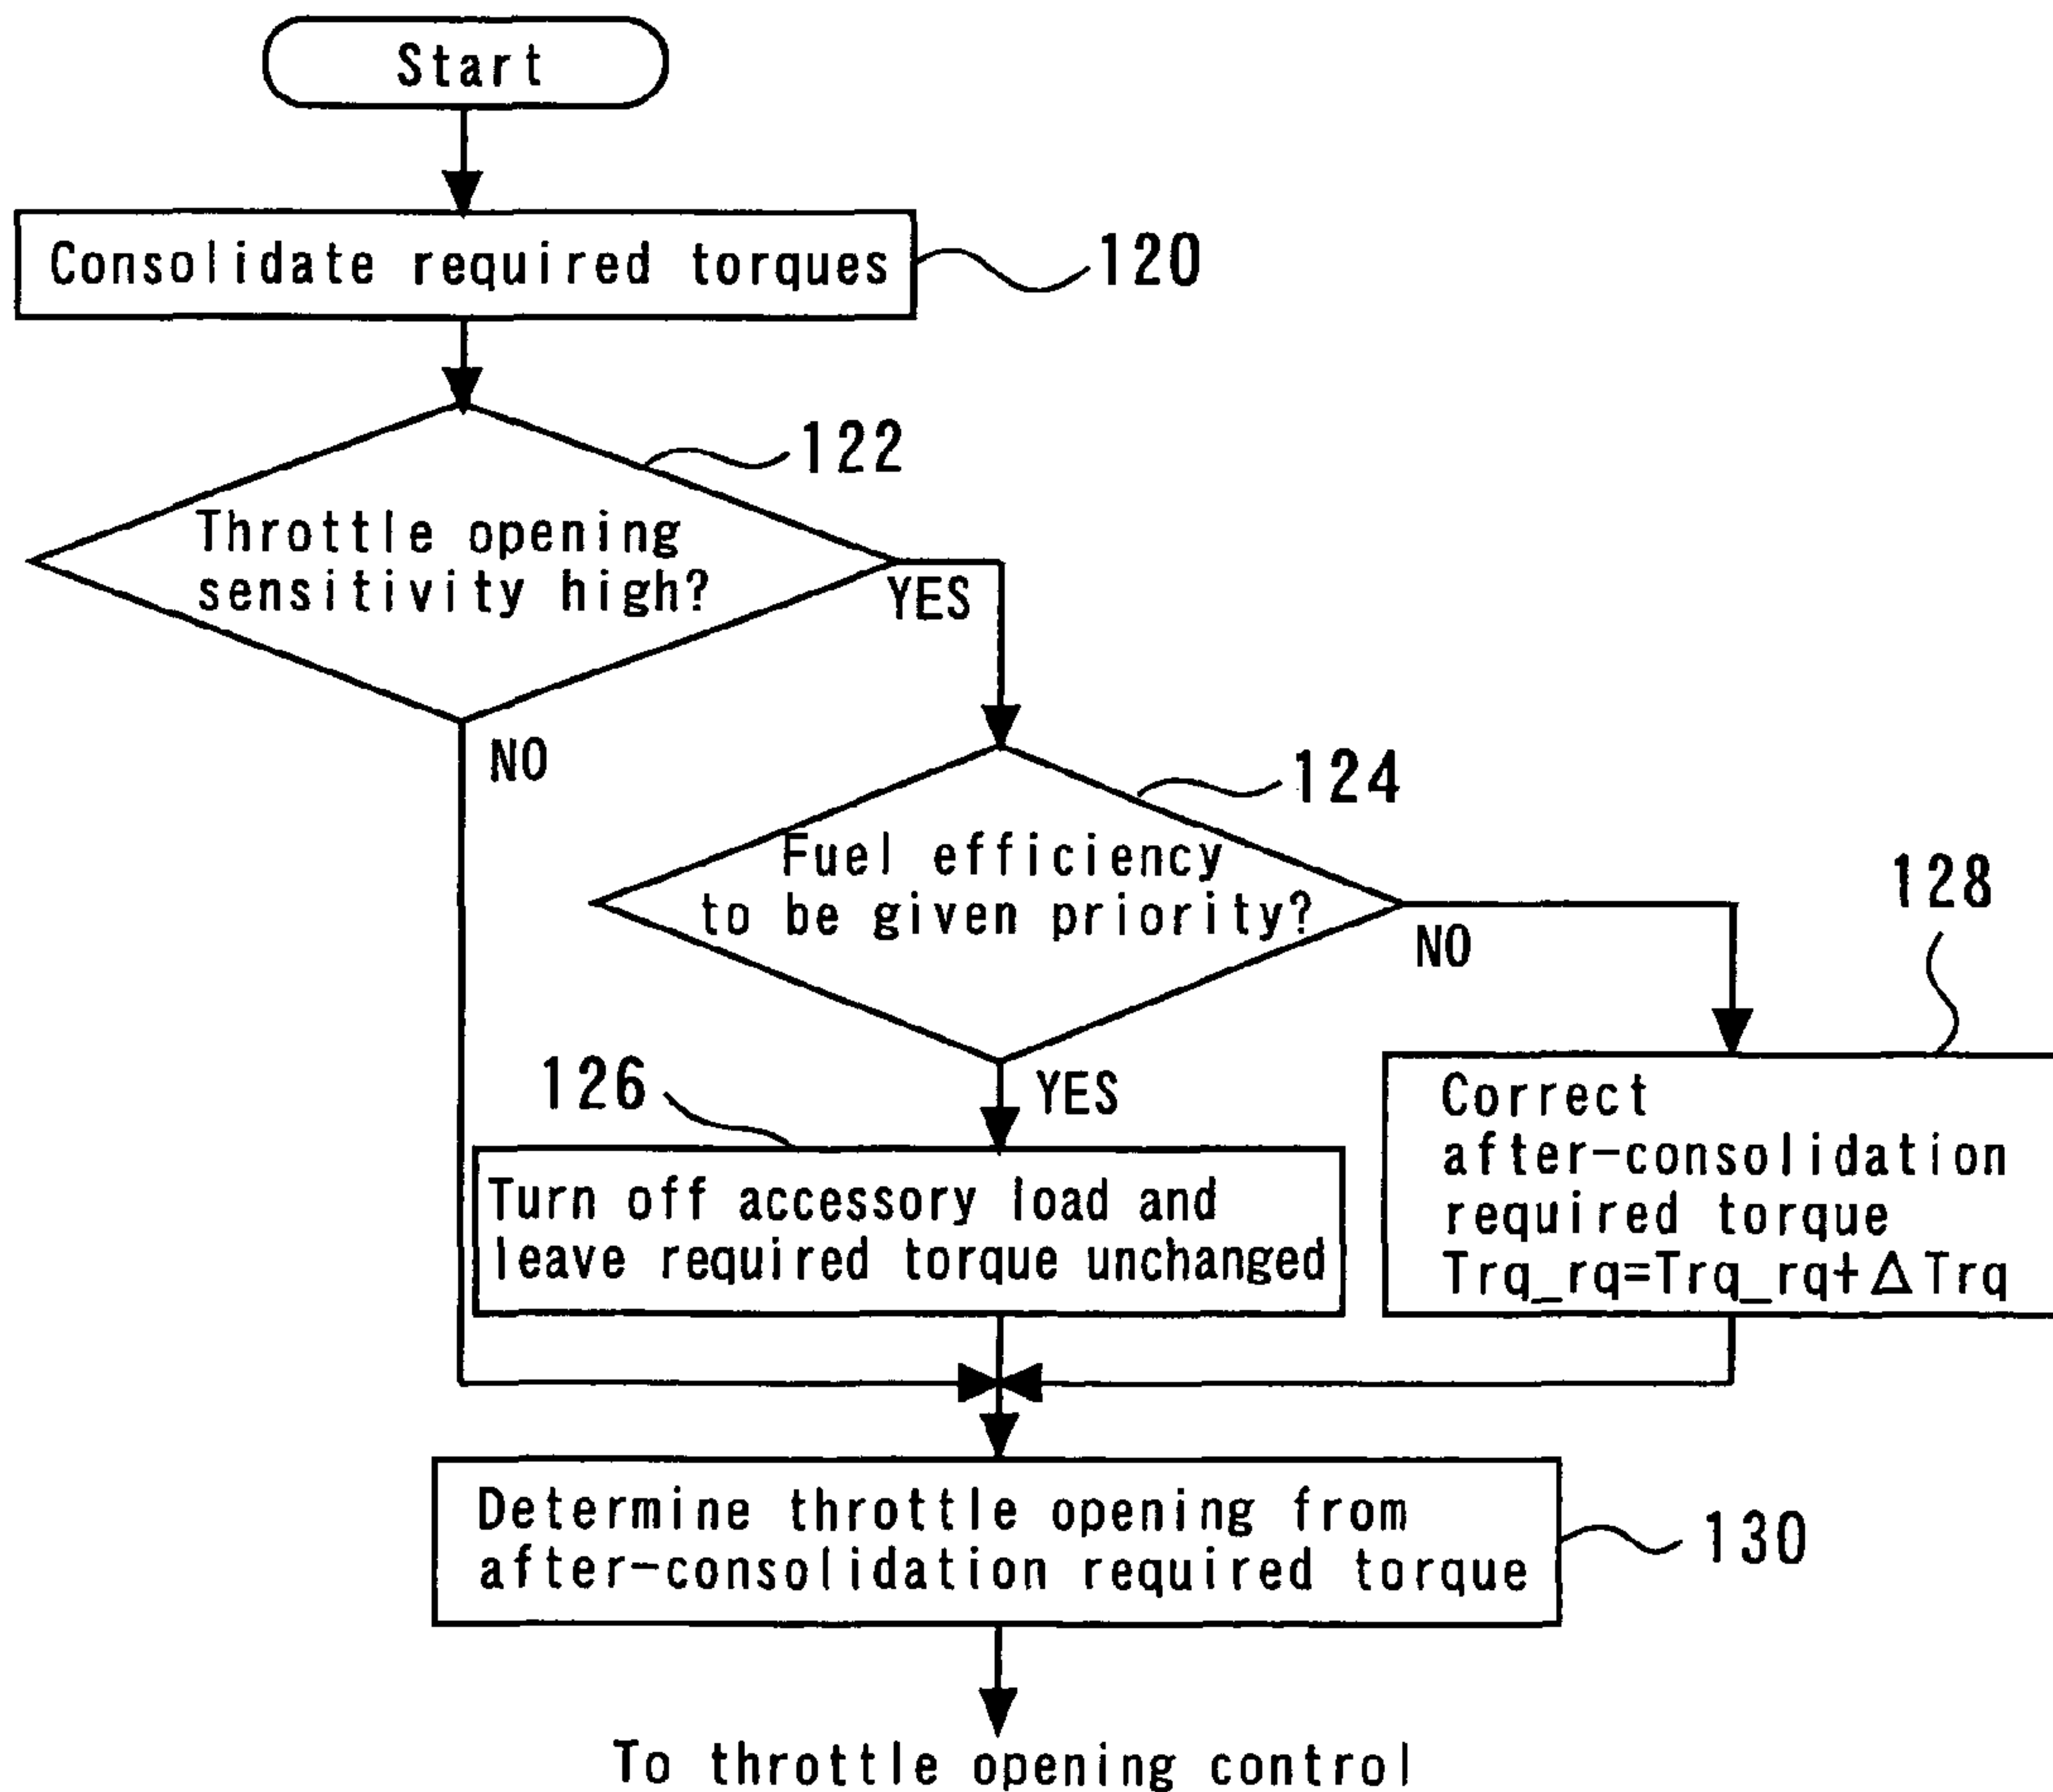 Start
Consolidate required torques
120
122
Throttle opening
sensitivity high?
YES
NO
124
Fuel efficiency
to be given priority?
NO
128
YES
126
Turn off accessory load and
leave required torque unchanged
Correct
after-consolidation
required torque
Trq_rq=Trq_rq+ΔTrq
Determine throttle opening from
after-consolidation required torque
130
To throttle opening control